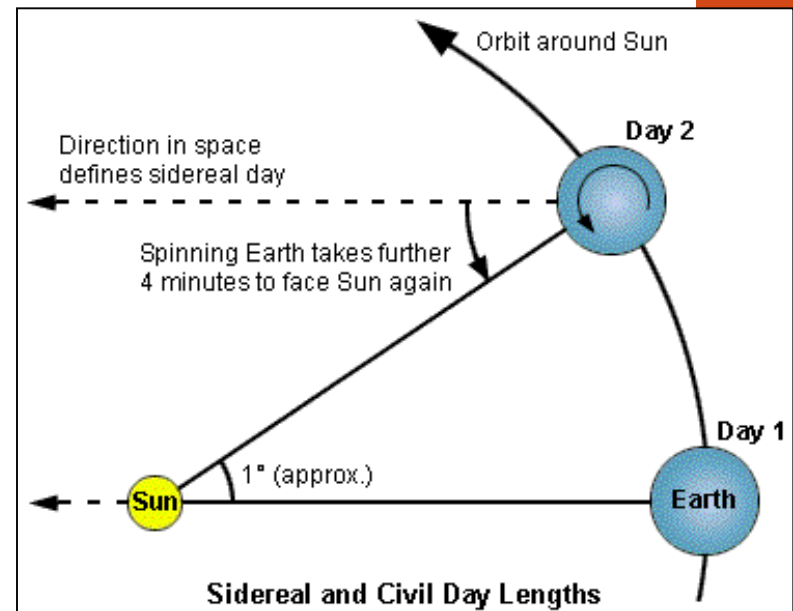 Orbit around Sun
Day 2
Direction in space
defines sidereal day
Spinning Earth takes further
4 minutes to face Sun again
Day 1
1° (approx.)
Sun
Earth
Sidereal and Civil Day Lengths